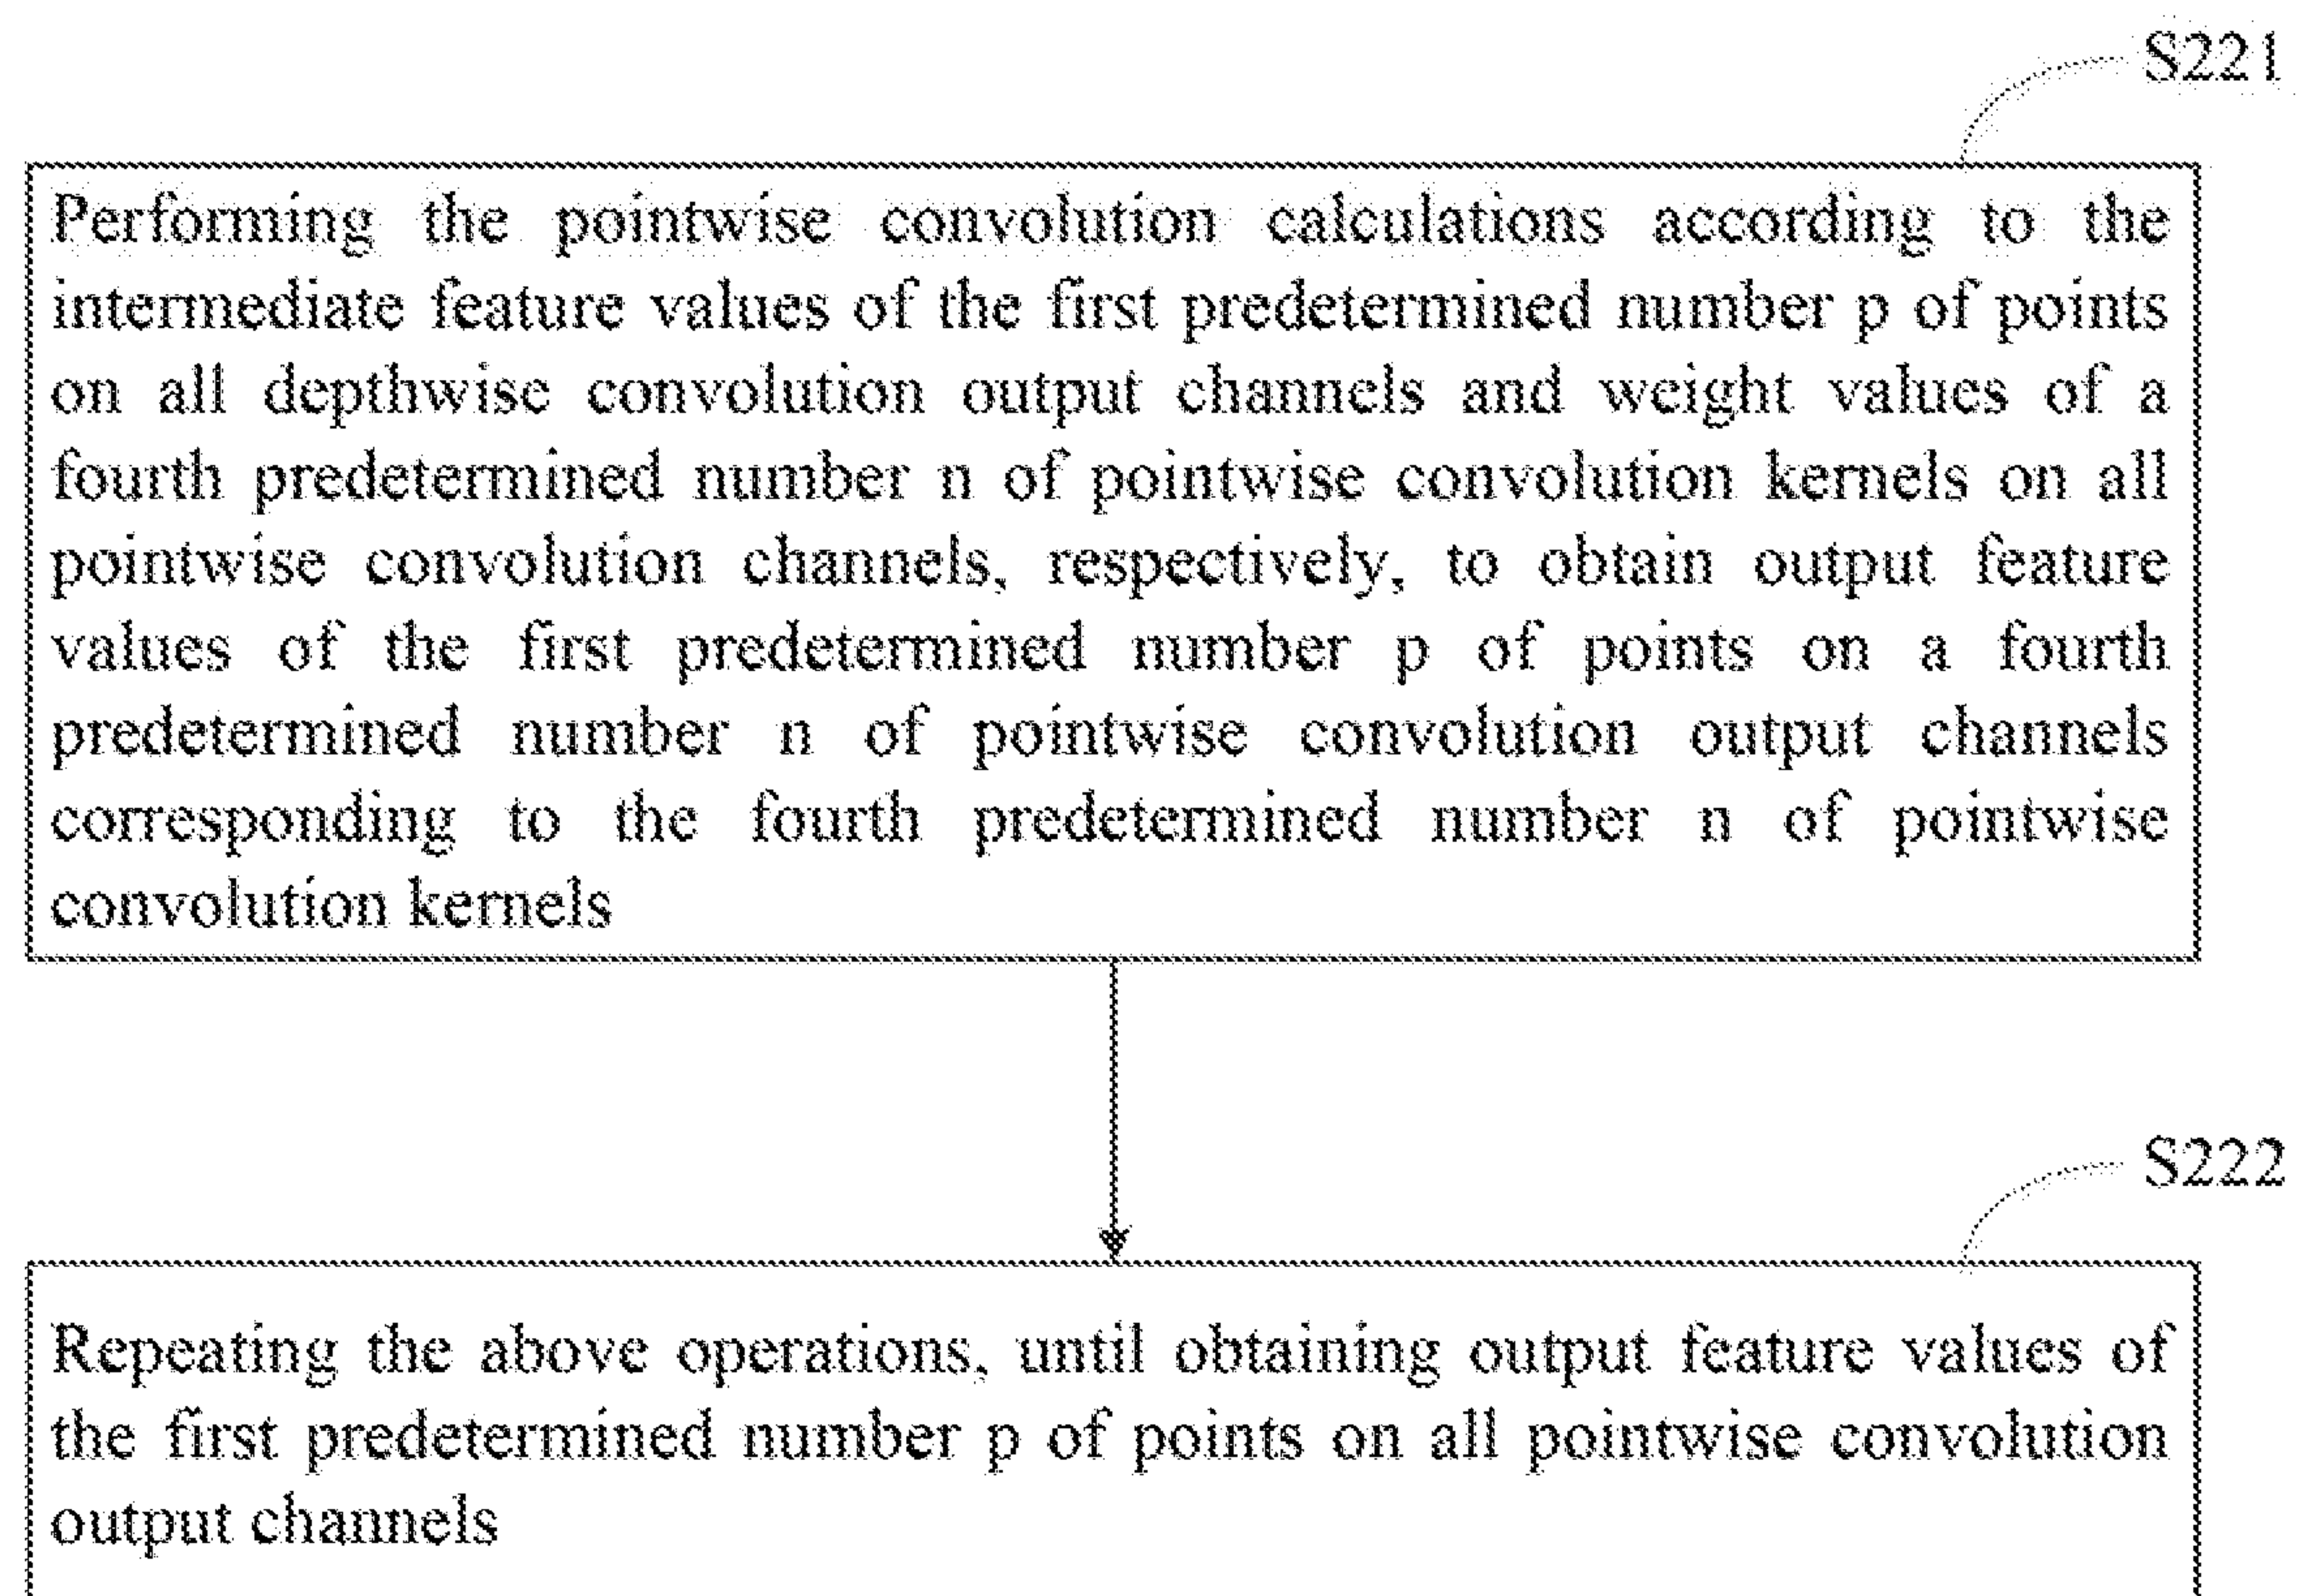 S221
Performing the pointwise convolution calculations according to the
intermediate feature values of the first predetermined number p of points
on all depthwise convolution output channels and weight values of a
fourth predetermined number n of pointwise convolution kernels on all
pointwise convolution channels, respectively, to obtain output feature
values of the first predetermined number p of points on a fourth
predetermined number n of pointwise convolution output channels
corresponding to the fourth predetermined number n of pointwise
convolution kernels
S222
Repeating the above operations, until obtaining output feature values of
the first predetermined number p of points on all pointwise convolution
output channels